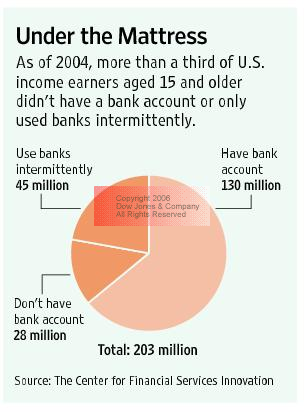 Under the Mattress
As of 2004, more than a third of U.S.
income earners aged 15 and older
didn't have a bank account or only
used banks intermittently.
Use banks
intermittently
45 million
Have bank
account
130 million
Copyright 2006
Dow Jones & Company
All Rights Reserved
Don't have
bank account
28 million
Total: 203 million
Source: The Center for Financial Services Innovation